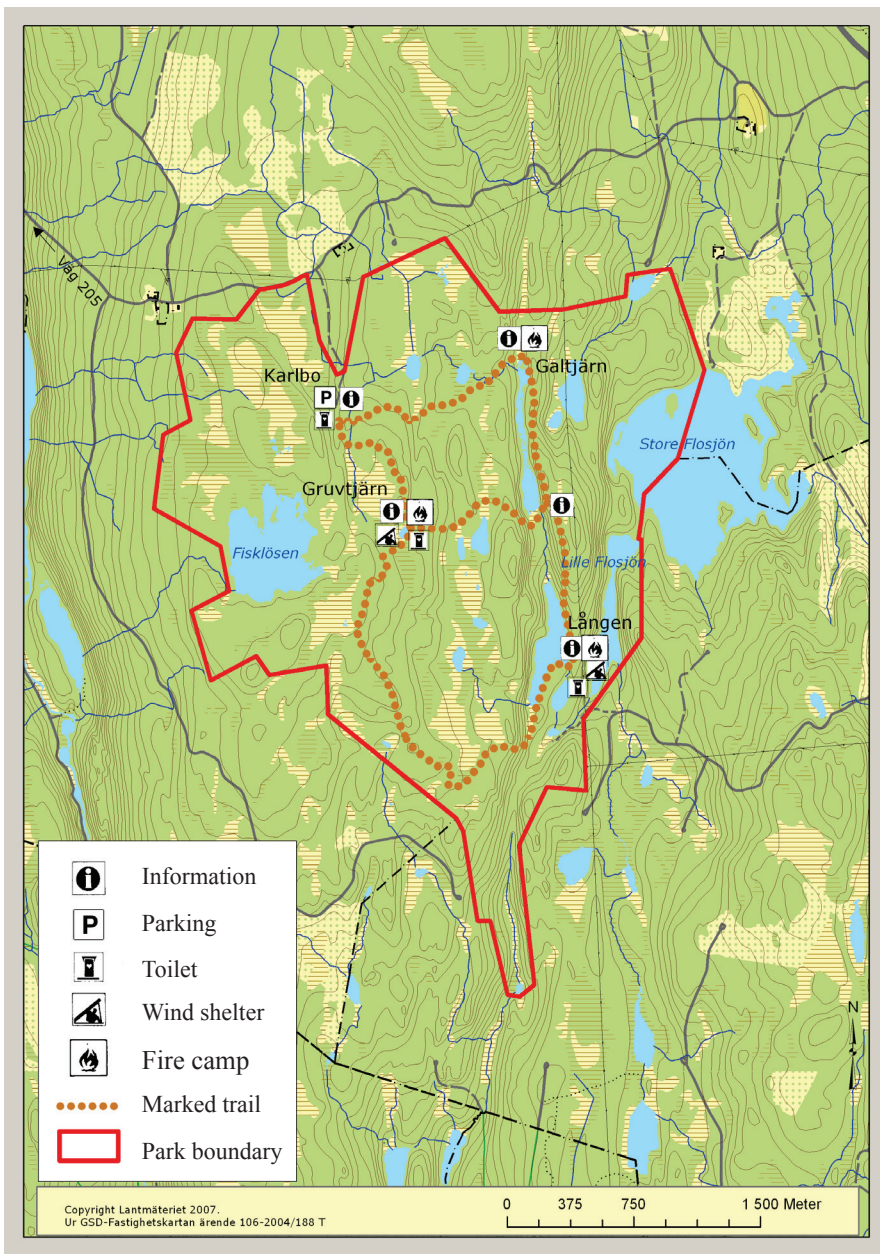 Väg 205
Galtjärn
Karlbo
P
Store Flosjön
Gruvtjärn
Fisklösen
Lille Flosjön
Lången
Information
P
Parking
Toilet
Wind shelter
Fire camp
Marked trail
Park boundary
N
Copyright Lantmäteriet 2007.
Ur GSD-Fastighetskartan ärende 106-2004/188 T
0 375 750 1 500 Meter